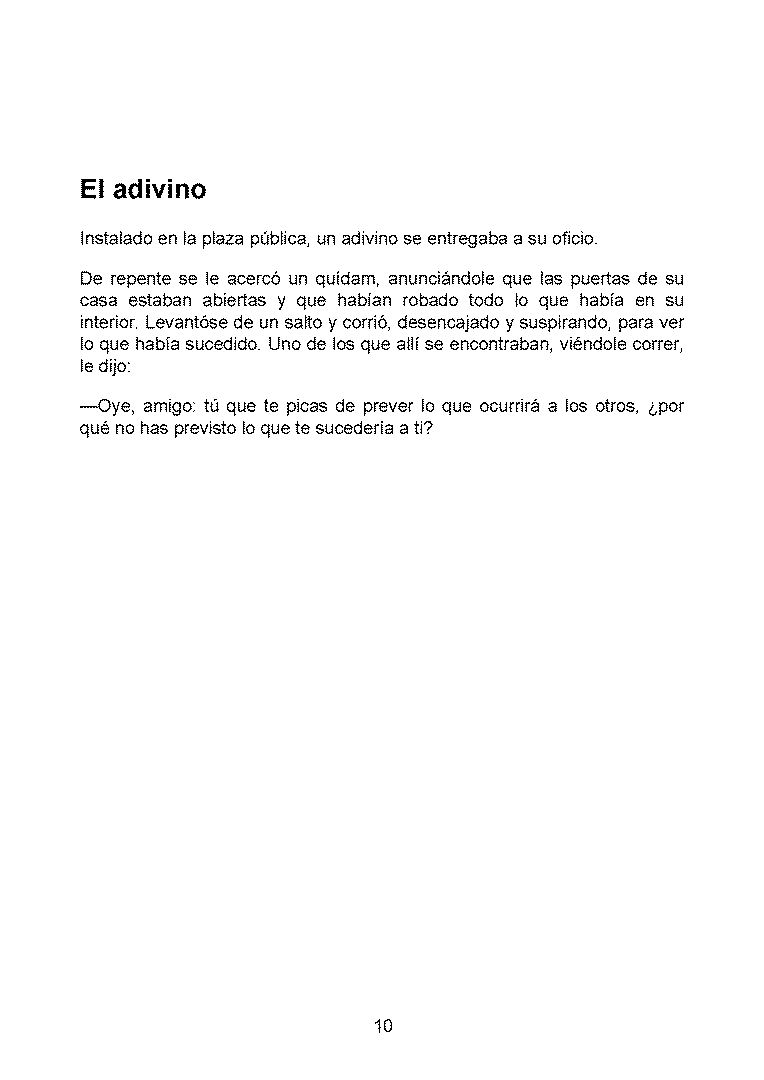 El adivino
Instalado en la plaza pública, un adivino se entregaba a su oficio.
De repente se le acercó un quídam, anunciándole que las puertas de su
casa estaban abiertas y que habían robado todo lo que había en su
interior. Levantóse de un salto y corrió, desencajado y suspirando, para ver
lo que había sucedido. Uno de los que allí se encontraban, viéndole correr,
le dijo:
—Oye, amigo: tú que te picas de prever lo que ocurrirá a los otros, ¿por
qué no has previsto lo que te sucedería a ti?
10